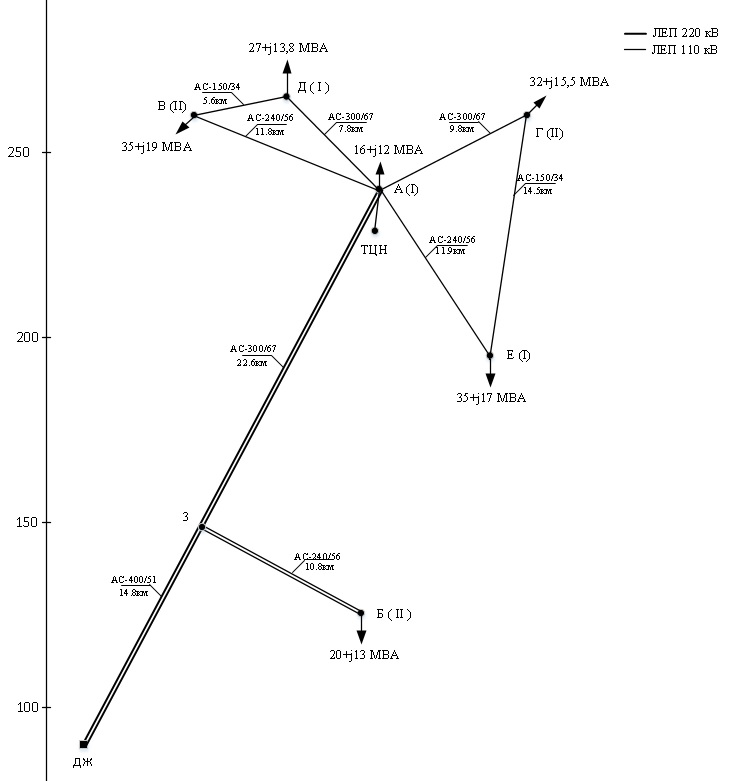 ЛЕП 220 кВ
ЛЕП 110 кВ
27+j13,8 МВА
Д ( І )
АС-150/34
5.6км
В (ІІ)
35+j19 МВА
АС-240/56
11.8км
АС-300/67
7.8км
16+j12 МВА
А (І)
ТЦН
АС-300/67
9.8км
32+j15,5 МВА
Г (ІІ)
АС-150/34
14.5км
АС-240/56
11.9км
Е (І)
35+j17 МВА
250
200
150
100
АС-300/67
22.6км
З
АС-240/56
10.8км
Б ( ІІ )
20+j13 МВА
АС-400/51
14.8км
ДЖ